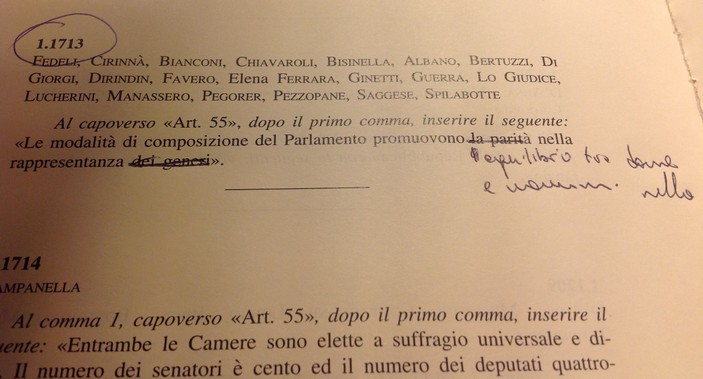 1.1713
FEDELI, CIRINNÀ, BIANCONI, CHIAVAROLI, BISINELLA, ALBANO, BERTUZZI, DI
GIORGI, DIRINDIN, FAVERO, Elena FERRARA, GINETTI, GUERRA, LO GIUDICE,
LUCHERINI, MANASSERO, PEGORER, PEZZOPANE, SAGGESE, SPILABOTTE
Al capoverso «Art. 55», dopo il primo comma, inserire il seguente:
«Le modalità di composizione del Parlamento promuovono la parità nella
rappresentanza dei generi».
equilibrio tra donne
e uomini nella
1714
AMPANELLA
Al comma 1, capoverso «Art. 55», dopo il primo comma, inserire il
uente: «Entrambe le Camere sono elette a suffragio universale e di-
. Il numero dei senatori è cento ed il numero dei deputati quattro-